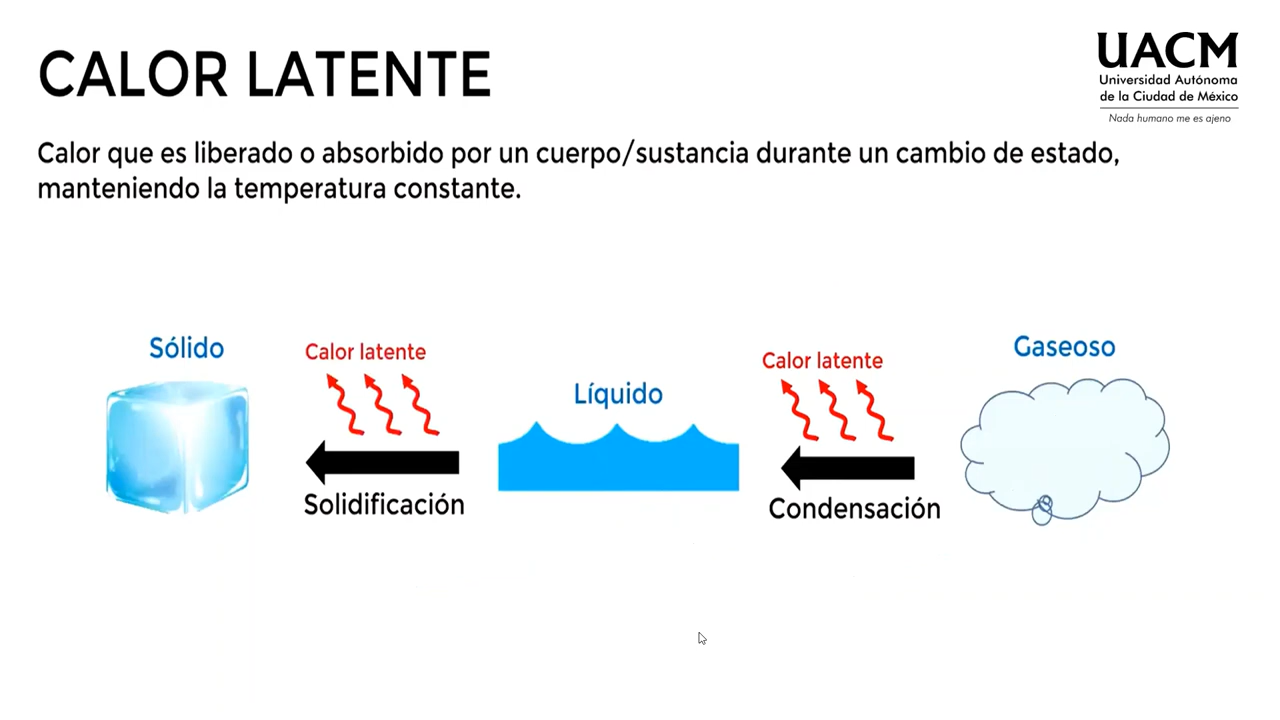 CALOR LATENTE
UACM
Universidad Autónoma
de la Ciudad de México
Nada humano me es ajeno
Calor que es liberado o absorbido por un cuerpo/sustancia durante un cambio de estado,
manteniendo la temperatura constante.
Sólido
Calor latente
Solidificación
Líquido
Calor latente
Condensación
Gaseoso